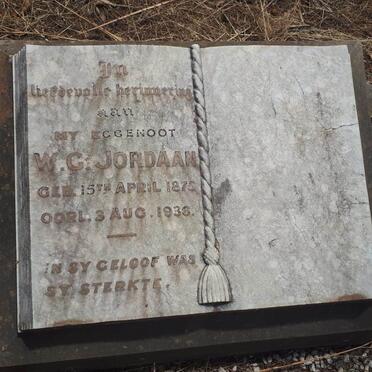 In
liefdevolle herinnering
aan
MY EGGENOOT
W. C. JORDAAN
GEB. 15TH APRIL 1875.
OORL. 3 AUG. 1936.
IN SY GELOOF WAS
SY STERKTE.